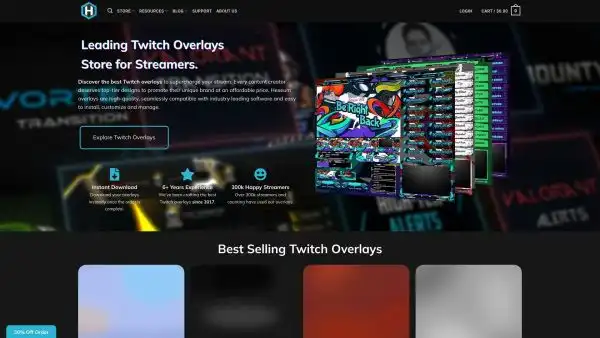 H
STORE
RESOURCES
BLOG
SUPPORT
ABOUT US
LOGIN
CART / $0.00
0
Leading Twitch Overlays
Store for Streamers.
Discover the best Twitch overlays to supercharge your stream. Every content creator
deserves top-tier designs to promote their unique brand at an affordable price. Hexeum
overlays are high-quality, seamlessly compatible with industry leading software and easy
to install, customize and manage.
Explore Twitch Overlays
Instant Download
Download your overlays
instantly once the order is
complete.
6+ Years Experience
We've been crafting the best
Twitch overlays since 2017.
300k Happy Streamers
Over 300k streamers and
counting have used our overlays.
Be Right
Back
BOUNTY
ALERTS
ALERTS
Best Selling Twitch Overlays
30% Off Order